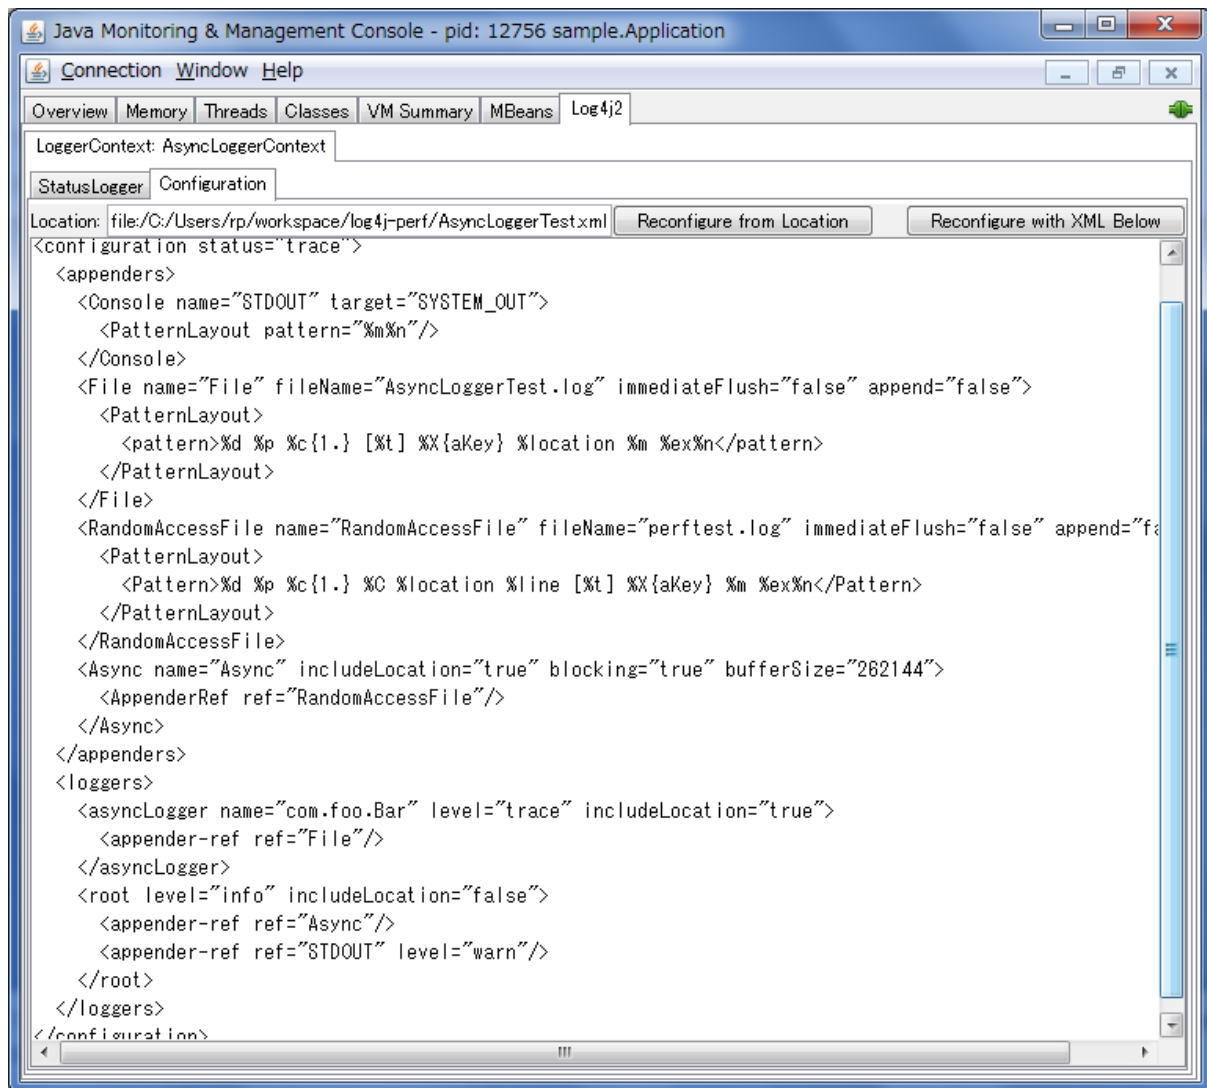 Java Monitoring & Management Console - pid: 12756 sample.Application
Connection Window Help
Overview Memory Threads Classes VM Summary MBeans Log4j2
LoggerContext: AsyncLoggerContext
StatusLogger Configuration
Location: file:/C:/Users/rp/workspace/log4j-perf/AsyncLoggerTest.xml Reconfigure from Location Reconfigure with XML Below
<configuration status="trace">
  <appenders>
    <Console name="STDOUT" target="SYSTEM_OUT">
      <PatternLayout pattern="%m%n"/>
    </Console>
    <File name="File" fileName="AsyncLoggerTest.log" immediateFlush="false" append="false">
      <PatternLayout>
        <pattern>%d %p %c{1.} [%t] %X{aKey} %location %m %ex%n</pattern>
      </PatternLayout>
    </File>
    <RandomAccessFile name="RandomAccessFile" fileName="perftest.log" immediateFlush="false" append="fa
      <PatternLayout>
        <Pattern>%d %p %c{1.} %C %location %line [%t] %X{aKey} %m %ex%n</Pattern>
      </PatternLayout>
    </RandomAccessFile>
    <Async name="Async" includeLocation="true" blocking="true" bufferSize="262144">
      <AppenderRef ref="RandomAccessFile"/>
    </Async>
  </appenders>
  <loggers>
    <asyncLogger name="com.foo.Bar" level="trace" includeLocation="true">
      <appender-ref ref="File"/>
    </asyncLogger>
    <root level="info" includeLocation="false">
      <appender-ref ref="Async"/>
      <appender-ref ref="STDOUT" level="warn"/>
    </root>
  </loggers>
</configuration>